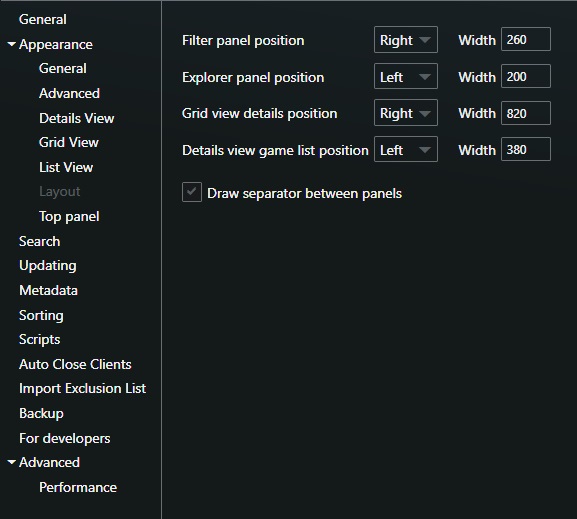 General
Appearance
General
Advanced
Details View
Grid View
List View
Layout
Top panel
Search
Updating
Metadata
Sorting
Scripts
Auto Close Clients
Import Exclusion List
Backup
For developers
Advanced
Performance
Filter panel position Right Width 260
Explorer panel position Left Width 200
Grid view details position Right Width 820
Details view game list position Left Width 380
Draw separator between panels